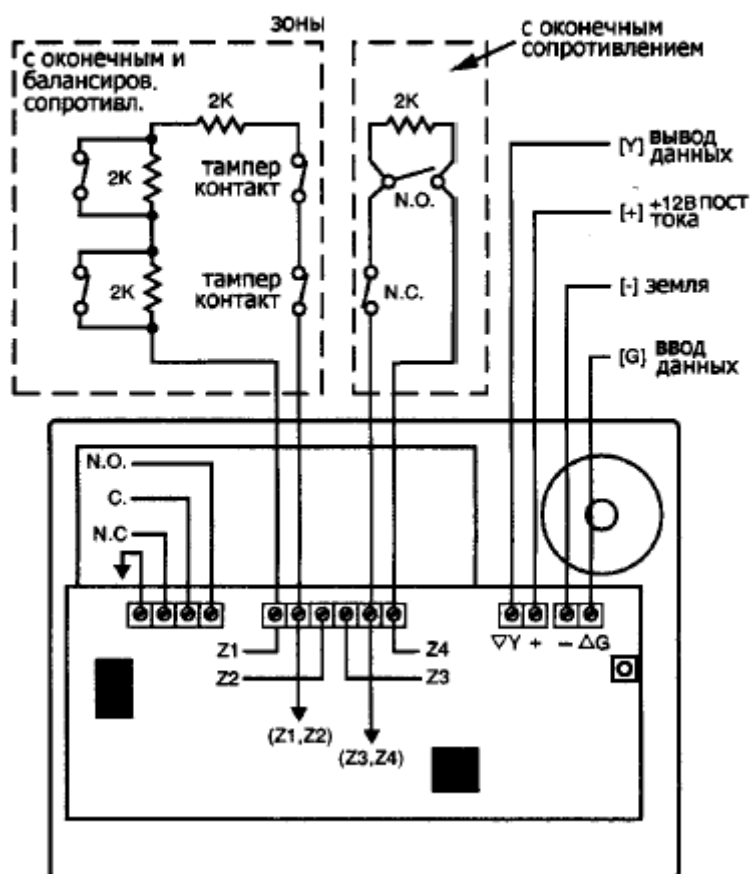 зоны
с оконечным и
балансиров.
сопротивл.
с оконечным
сопротивлением
2K
2K
2K
тампер
контакт
N.O.
2K
тампер
контакт
N.C.
[Y] вывод
данных
[+] +12В ПОСТ
тока
[-] земля
[G] ввод
данных
N.O.
C.
N.C
Z1
Z2
Z4
Z3
(Z1,Z2)
(Z3,Z4)
▽Y + – △G